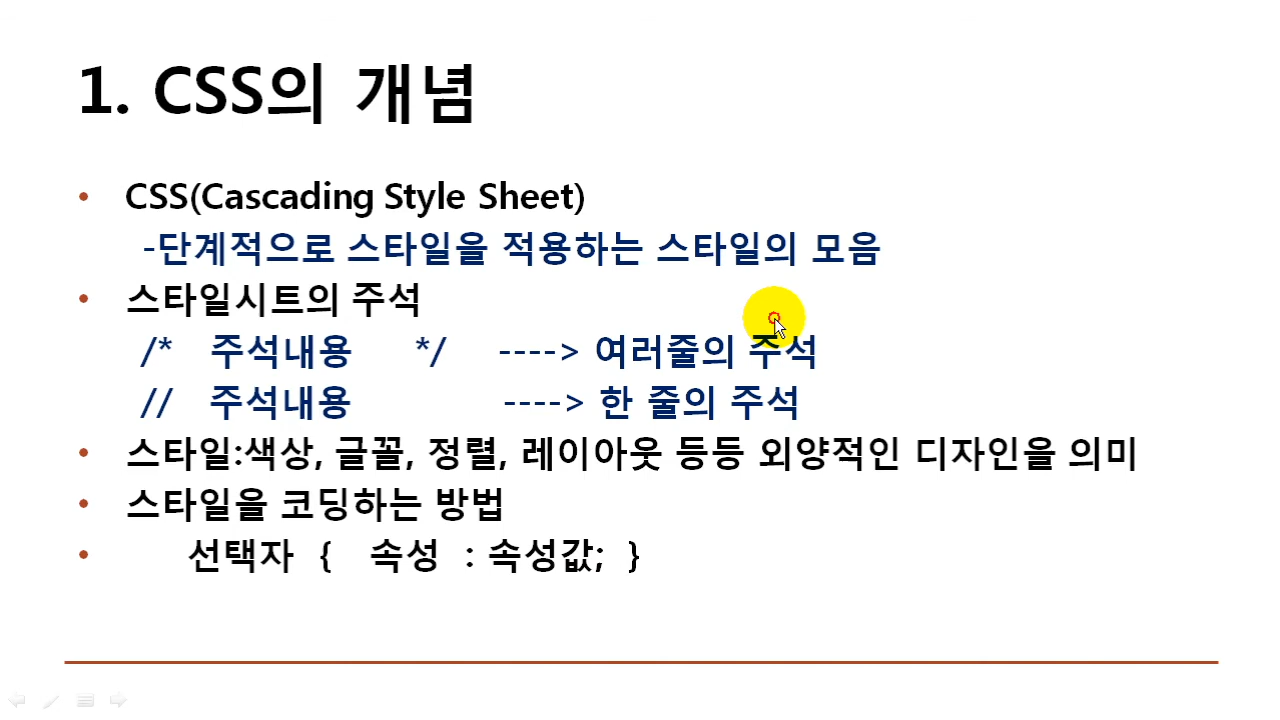 1. CSS의 개념
• CSS(Cascading Style Sheet)
-단계적으로 스타일을 적용하는 스타일의 모음
• 스타일시트의 주석
/* 주석내용 */ ----> 여러줄의 주석
// 주석내용 ----> 한 줄의 주석
• 스타일:색상, 글꼴, 정렬, 레이아웃 등등 외양적인 디자인을 의미
• 스타일을 코딩하는 방법
• 선택자 { 속성 : 속성값; }